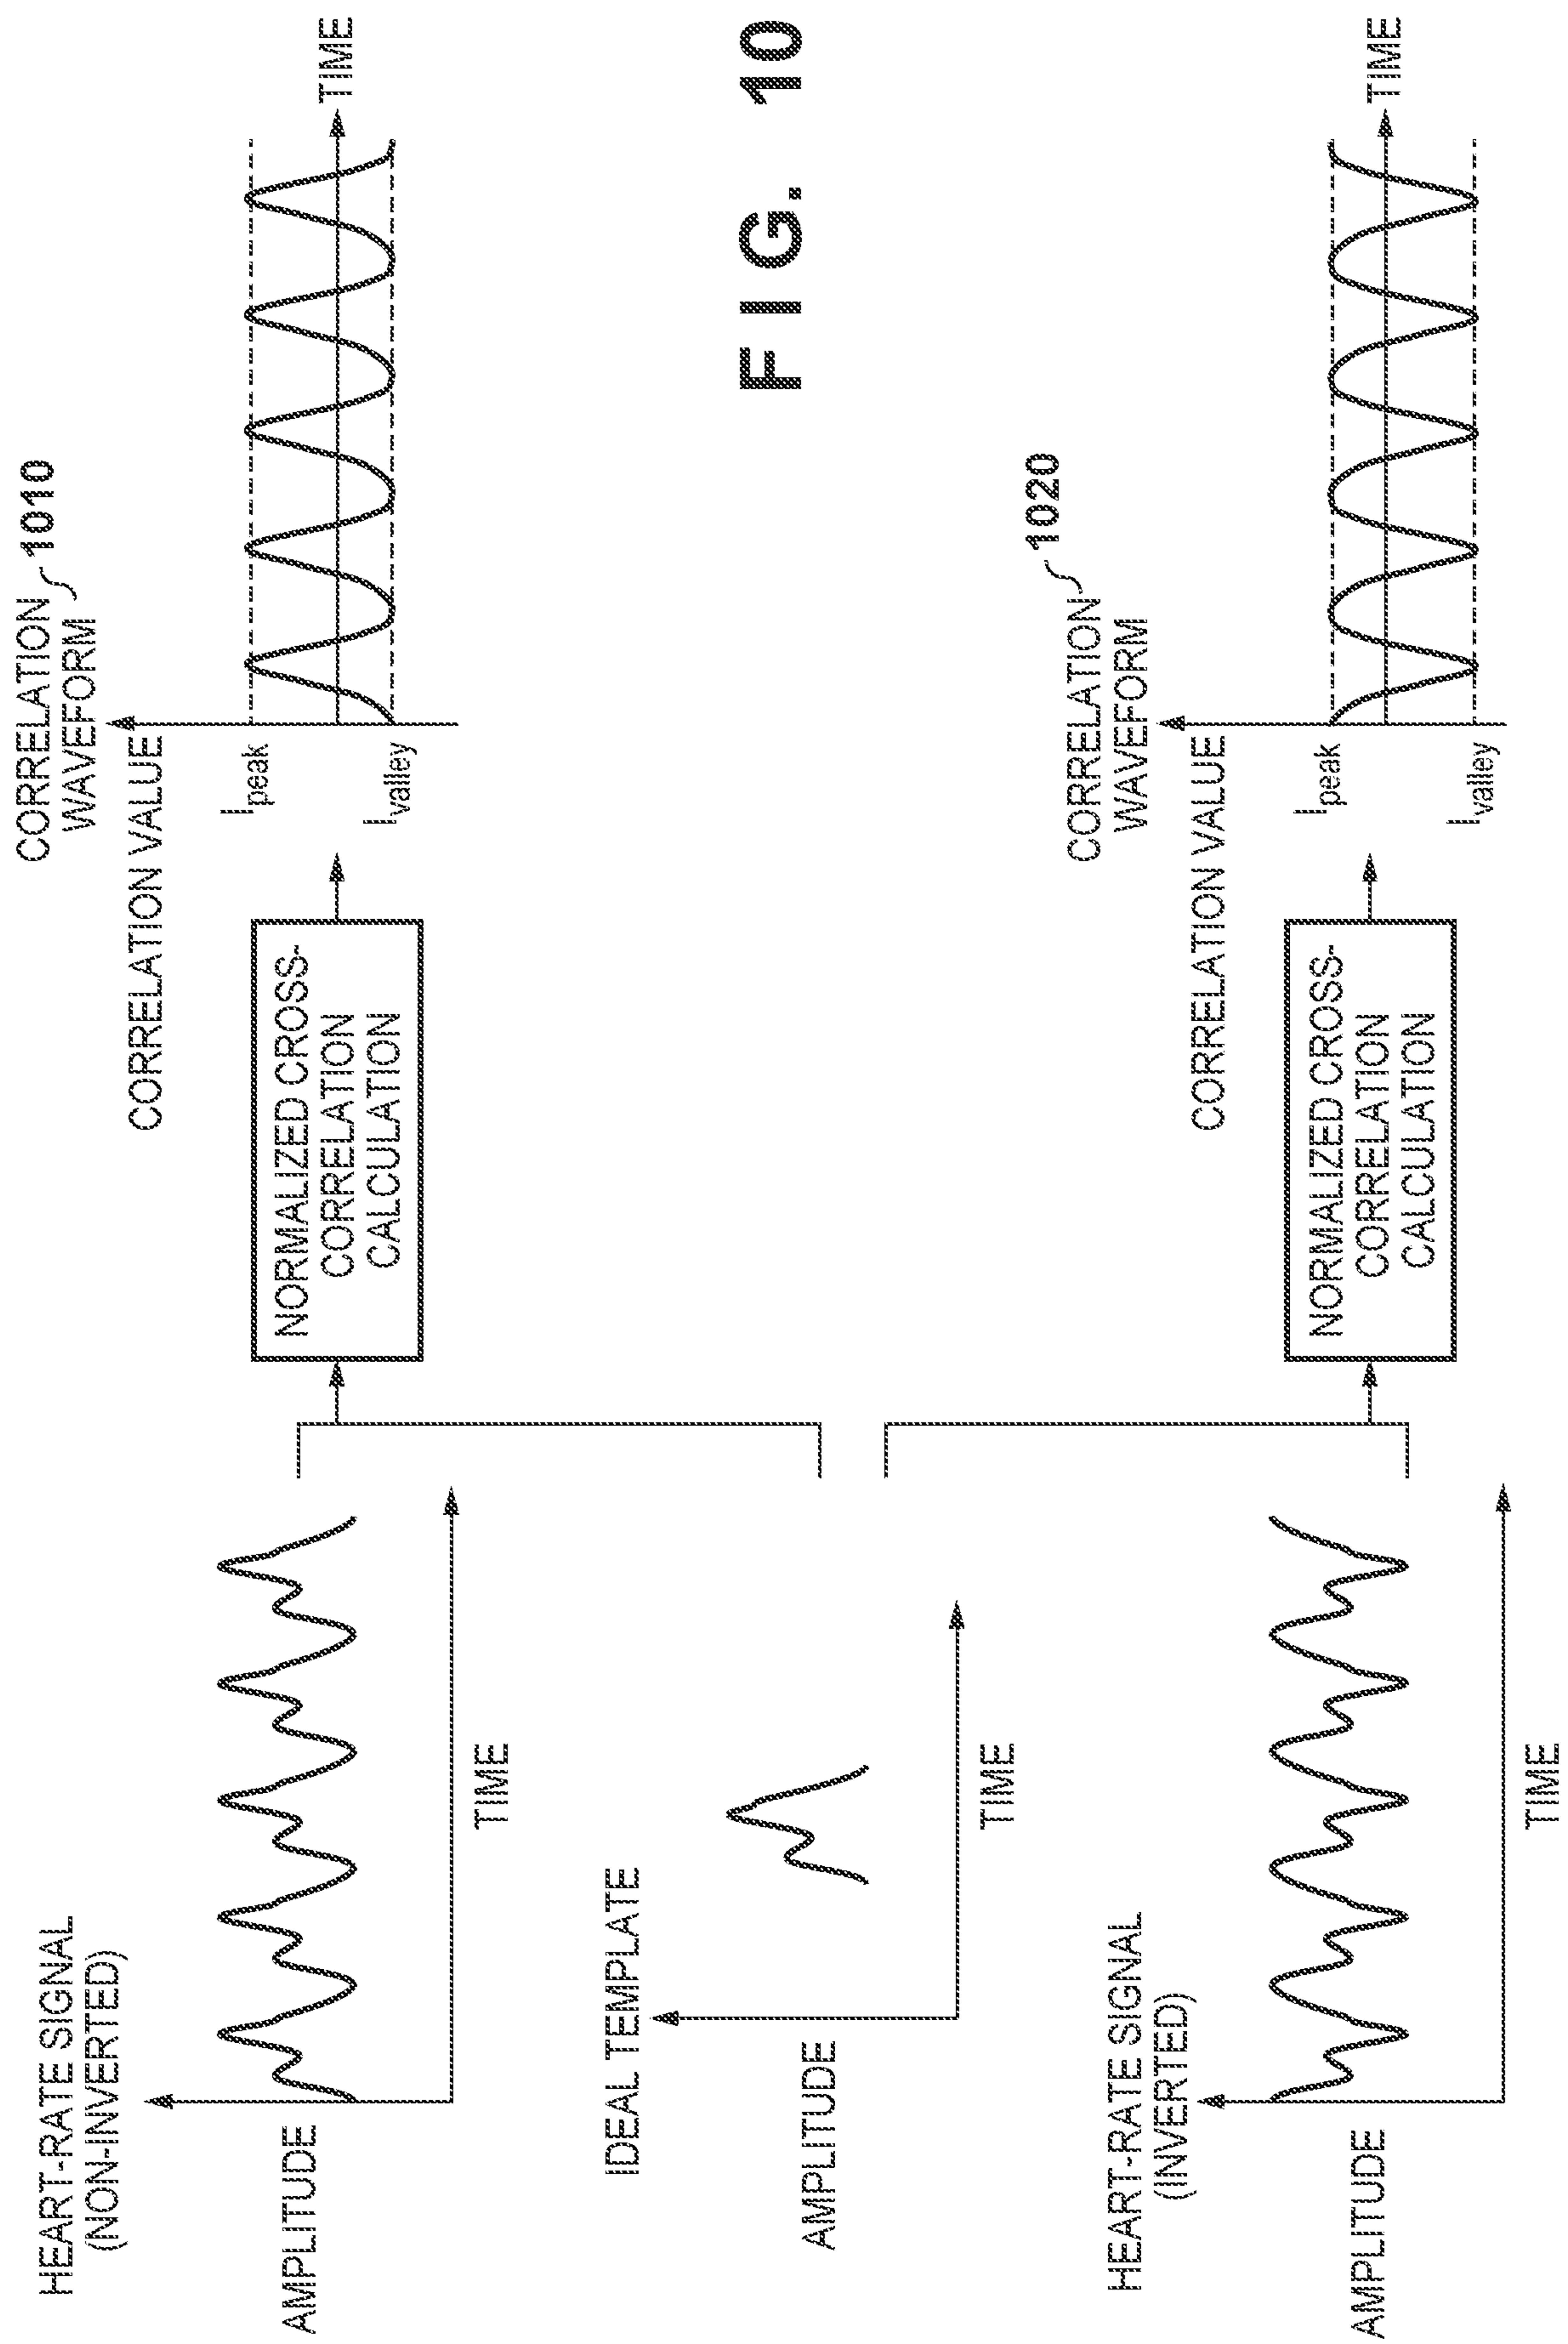 HEART-RATE SIGNAL
(NON-INVERTED)
AMPLITUDE
TIME
NORMALIZED CROSS-
CORRELATION
CALCULATION
CORRELATION
WAVEFORM
1010
CORRELATION VALUE
Ipeak
Ivalley
TIME
IDEAL TEMPLATE
AMPLITUDE
TIME
FIG. 10
HEART-RATE SIGNAL
(INVERTED)
AMPLITUDE
TIME
NORMALIZED CROSS-
CORRELATION
CALCULATION
CORRELATION
WAVEFORM
1020
CORRELATION VALUE
Ipeak
Ivalley
TIME